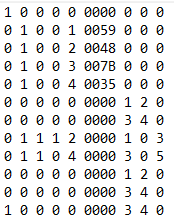 1 0 0 0 0 0000 0 0 0
0 1 0 0 1 0059 0 0 0
0 1 0 0 2 0048 0 0 0
0 1 0 0 3 007B 0 0 0
0 1 0 0 4 0035 0 0 0
0 0 0 0 0 0000 1 2 0
0 0 0 0 0 0000 3 4 0
0 1 1 1 2 0000 1 0 3
0 1 1 0 4 0000 3 0 5
0 0 0 0 0 0000 1 2 0
0 0 0 0 0 0000 3 4 0
1 0 0 0 0 0000 3 4 0